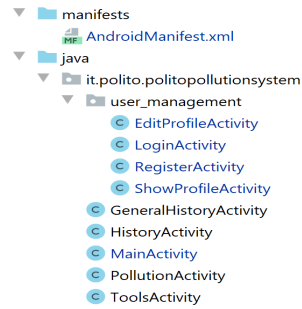 manifests
MF AndroidManifest.xml
java
it.polito.politopollutionsystem
user_management
C EditProfileActivity
C LoginActivity
C RegisterActivity
C ShowProfileActivity
C GeneralHistoryActivity
C HistoryActivity
C MainActivity
C PollutionActivity
C ToolsActivity